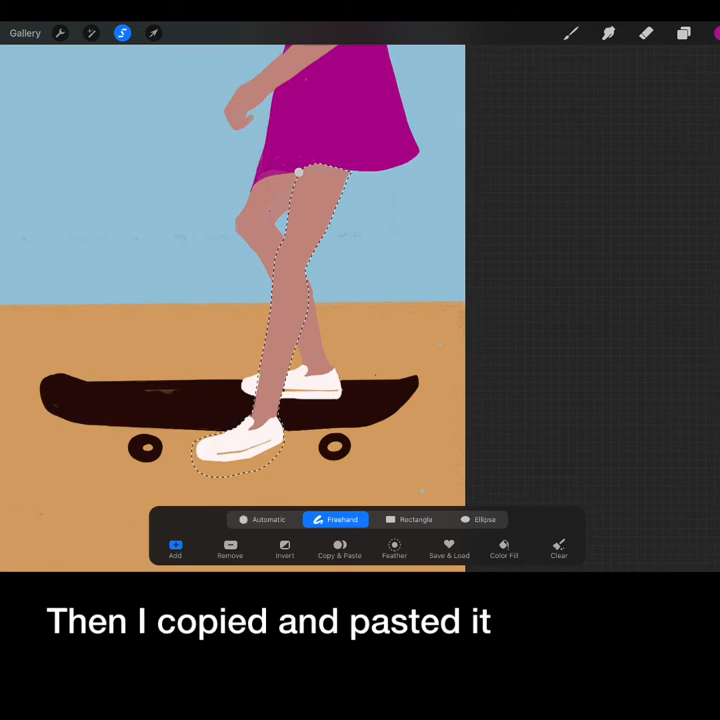 Gallery
Automatic Freehand Rectangle Ellipse
Add Remove Invert Copy & Paste Feather Save & Load Color Fill Clear
Then I copied and pasted it